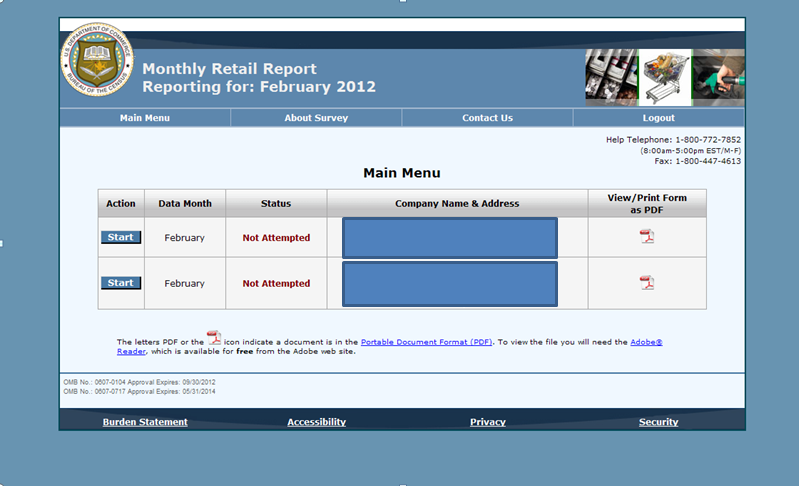 U.S. DEPARTMENT OF COMMERCE
BUREAU OF THE CENSUS
Monthly Retail Report
Reporting for: February 2012
Main Menu About Survey Contact Us Logout
Help Telephone: 1-800-772-7852
(8:00am-5:00pm EST/M-F)
Fax: 1-800-447-4613
Main Menu
Action Data Month Status Company Name & Address View/Print Form as PDF
Start February Not Attempted
Start February Not Attempted
The letters PDF or the icon indicate a document is in the Portable Document Format (PDF). To view the file you will need the Adobe®
Reader, which is available for free from the Adobe web site.
OMB No.: 0607-0104 Approval Expires: 09/30/2012
OMB No.: 0607-0717 Approval Expires: 05/31/2014
Burden Statement Accessibility Privacy Security